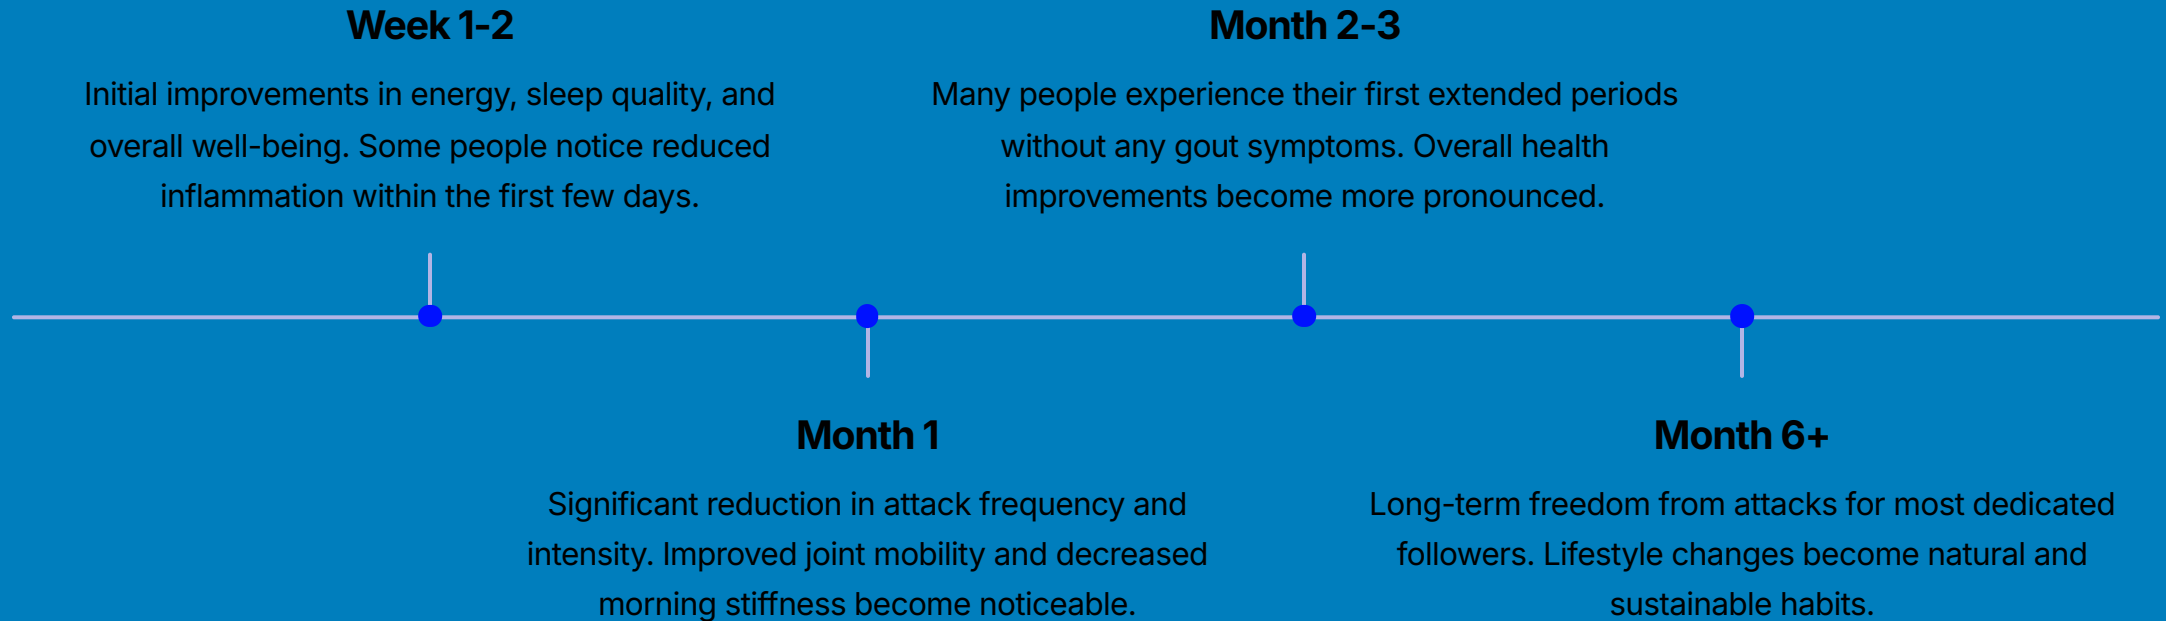 Week 1-2
Initial improvements in energy, sleep quality, and
overall well-being. Some people notice reduced
inflammation within the first few days.
Month 1
Significant reduction in attack frequency and
intensity. Improved joint mobility and decreased
morning stiffness become noticeable.
Month 2-3
Many people experience their first extended periods
without any gout symptoms. Overall health
improvements become more pronounced.
Month 6+
Long-term freedom from attacks for most dedicated
followers. Lifestyle changes become natural and
sustainable habits.